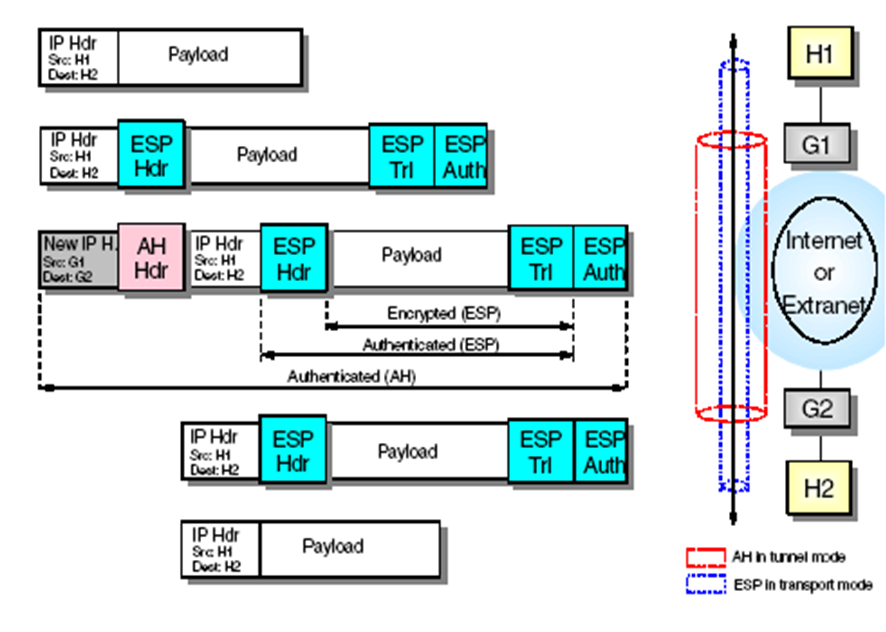 IP Hdr
Src: H1
Dest: H2
Payload
IP Hdr
Src: H1
Dest: H2
ESP
Hdr
Payload
ESP
Trl
ESP
Auth
New IP H.
Src: G1
Dest: G2
AH
Hdr
IP Hdr
Src: H1
Dest: H2
ESP
Hdr
Payload
ESP
Trl
ESP
Auth
Encrypted (ESP)
Authenticated (ESP)
Authenticated (AH)
IP Hdr
Src: H1
Dest: H2
ESP
Hdr
Payload
ESP
Trl
ESP
Auth
IP Hdr
Src: H1
Dest: H2
Payload
H1
G1
Internet
or
Extranet
G2
H2
AH in tunnel mode
ESP in transport mode